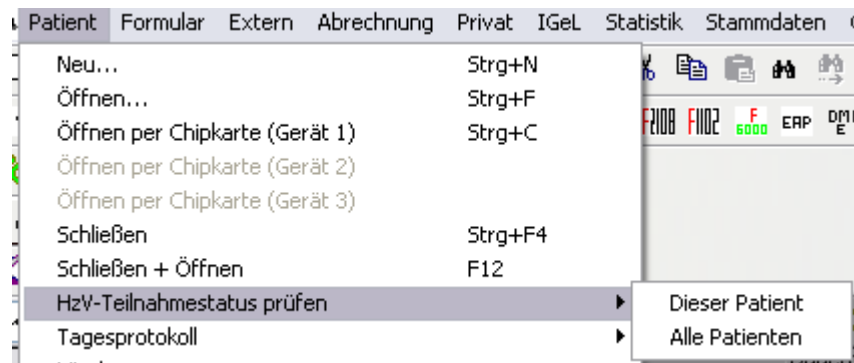 Patient Formular Extern Abrechnung Privat IGeL Statistik Stammdaten
Neu... Strg+N
Öffnen... Strg+F
Öffnen per Chipkarte (Gerät 1) Strg+C
F2108 F1102 F 6000 EAP
Öffnen per Chipkarte (Gerät 2)
Öffnen per Chipkarte (Gerät 3)
Schließen Strg+F4
Schließen + Öffnen F12
HzV-Teilnahmestatus prüfen Dieser Patient
Tagesprotokoll Alle Patienten